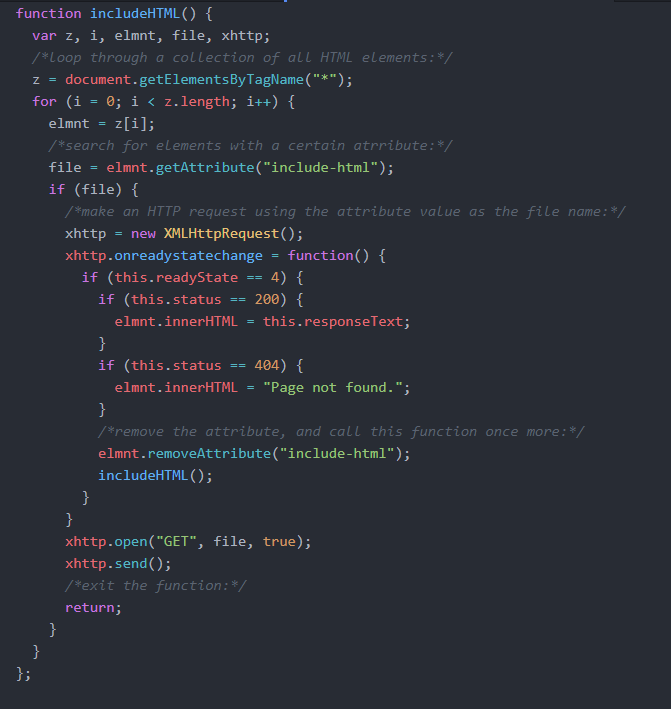 function includeHTML() {
  var z, i, elmnt, file, xhttp;
  /*loop through a collection of all HTML elements:*/
  z = document.getElementsByTagName("*");
  for (i = 0; i < z.length; i++) {
    elmnt = z[i];
    /*search for elements with a certain atrribute:*/
    file = elmnt.getAttribute("include-html");
    if (file) {
      /*make an HTTP request using the attribute value as the file name:*/
      xhttp = new XMLHttpRequest();
      xhttp.onreadystatechange = function() {
        if (this.readyState == 4) {
          if (this.status == 200) {
            elmnt.innerHTML = this.responseText;
          }
          if (this.status == 404) {
            elmnt.innerHTML = "Page not found.";
          }
          /*remove the attribute, and call this function once more:*/
          elmnt.removeAttribute("include-html");
          includeHTML();
        }
      }
      xhttp.open("GET", file, true);
      xhttp.send();
      /*exit the function:*/
      return;
    }
  }
};